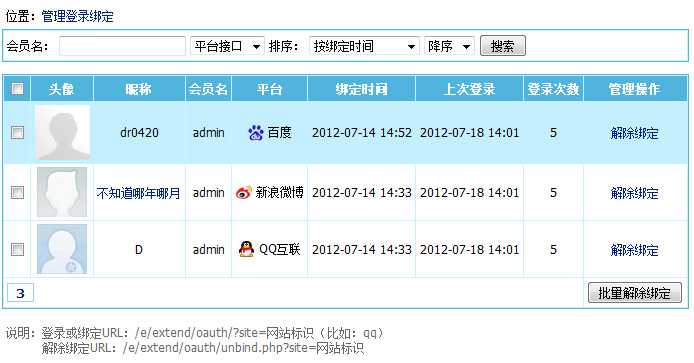 位置：管理登录绑定
会员名： 平台接口 排序： 按绑定时间 降序 搜索
头像 昵称 会员名 平台 绑定时间 上次登录 登录次数 管理操作
dr0420 admin 百度 2012-07-14 14:52 2012-07-18 14:01 5 解除绑定
不知道哪年哪月 admin 新浪微博 2012-07-14 14:33 2012-07-18 14:01 5 解除绑定
D admin QQ互联 2012-07-14 14:33 2012-07-18 14:01 5 解除绑定
3 批量解除绑定
说明：登录或绑定URL：/e/extend/oauth/?site=网站标识（比如：qq）
解除绑定URL：/e/extend/oauth/unbind.php?site=网站标识